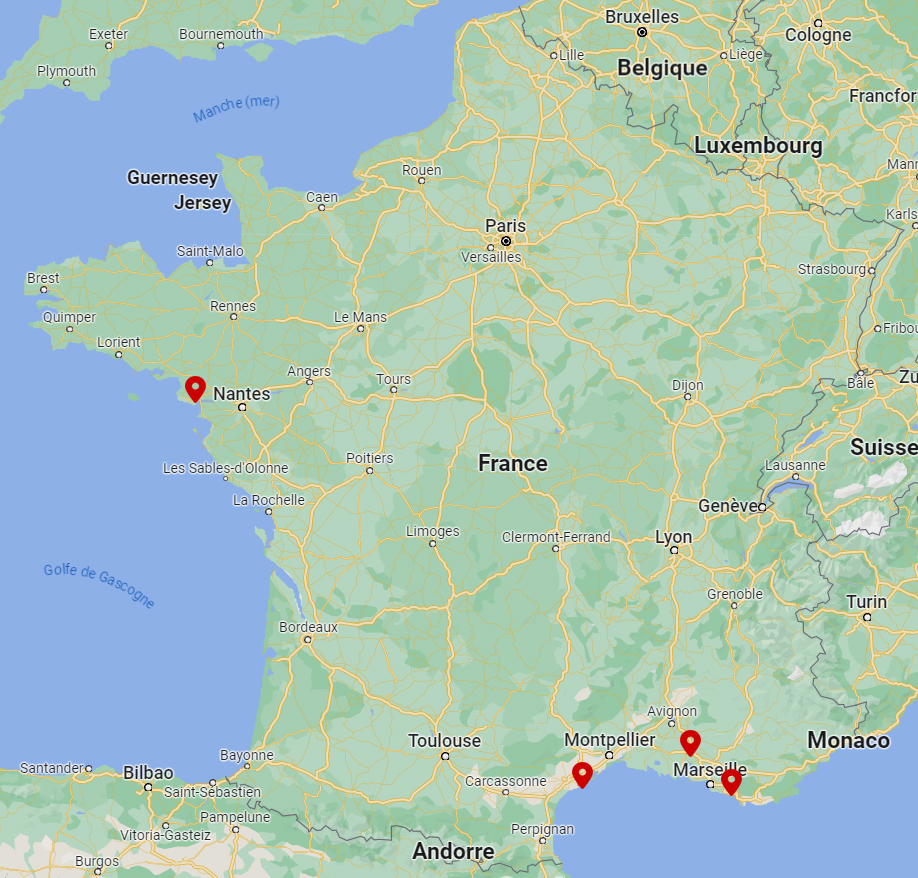 Bruxelles
Exeter
Bournemouth
Cologne
Lille
Liège
Plymouth
Belgique
Francfor
Manche (mer)
Luxembourg
Rouen
Mann
Guernesey
Caen
Jersey
Karls
Paris
Saint-Malo
Versailles
Strasbourg
Brest
Rennes
Quimper
Le Mans
Fribou
Lorient
Angers
Tours
Dijon
Bâle
Zu
Nantes
Suisse
France
Poitiers
Les Sables-d'Olonne
Lausanne
La Rochelle
Genève
Limoges
Clermont-Ferrand
Lyon
Golfe de Gascogne
Grenoble
Turin
Bordeaux
Avignon
Toulouse
Montpellier
Monaco
Bayonne
Santander
Bilbao
Marseille
Carcassonne
Saint-Sébastien
Pampelune
Perpignan
Vitoria-Gasteiz
Andorre
Burgos